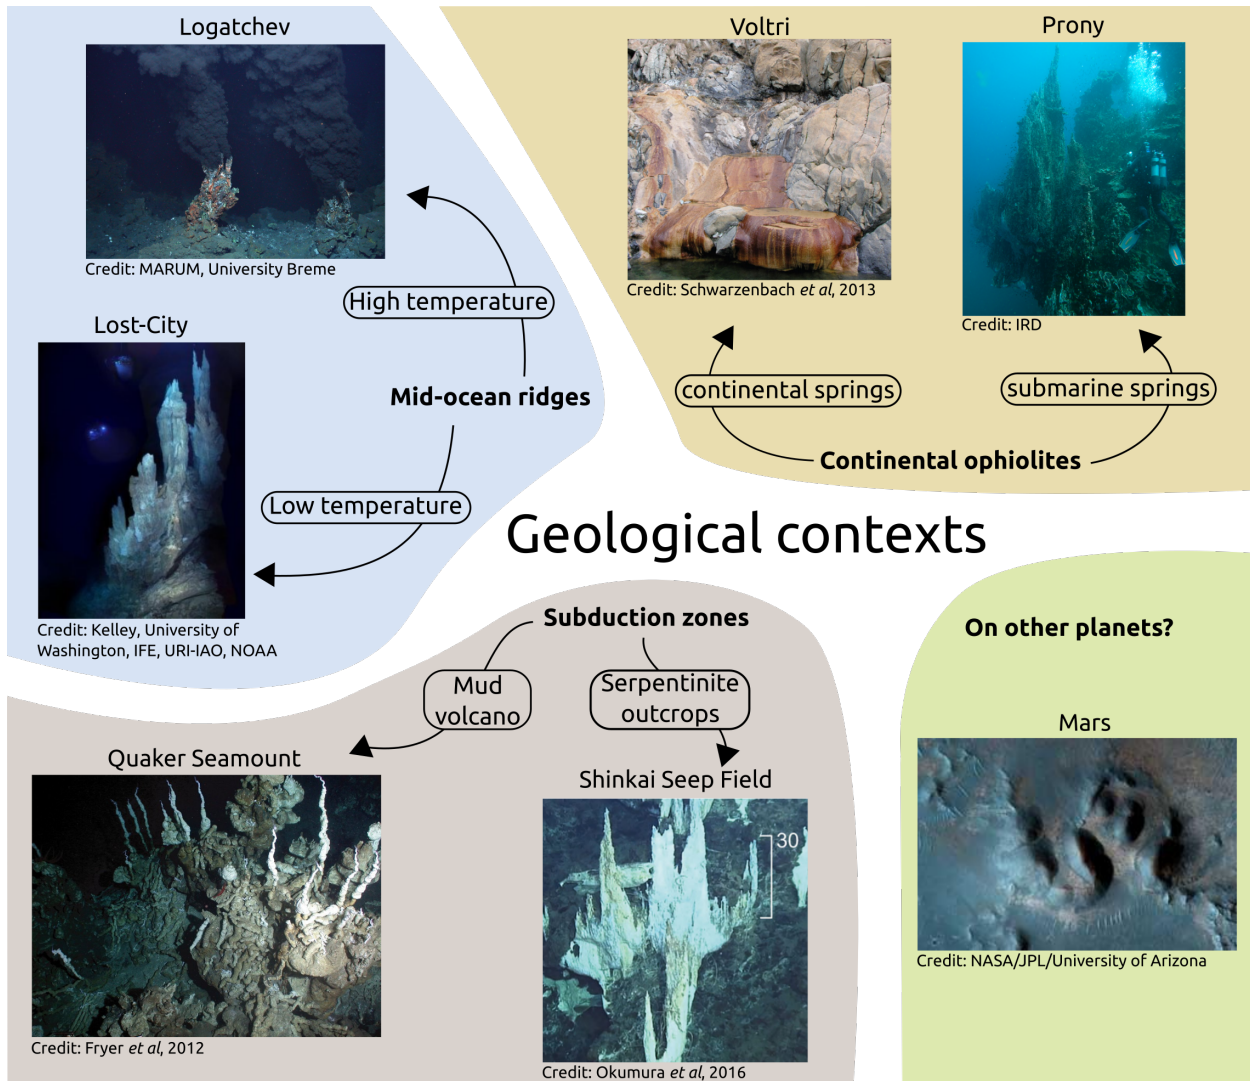 Logatchev
Credit: MARUM, University Breme
High temperature
Lost-City
Mid-ocean ridges
Low temperature
Credit: Kelley, University of
Washington, IFE, URI-IAO, NOAA
Voltri
Credit: Schwarzenbach et al, 2013
Prony
Credit: IRD
continental springs
submarine springs
Continental ophiolites
Geological contexts
Subduction zones
Mud
volcano
Serpentinite
outcrops
Quaker Seamount
Credit: Fryer et al, 2012
Shinkai Seep Field
30
Credit: Okumura et al, 2016
On other planets?
Mars
Credit: NASA/JPL/University of Arizona